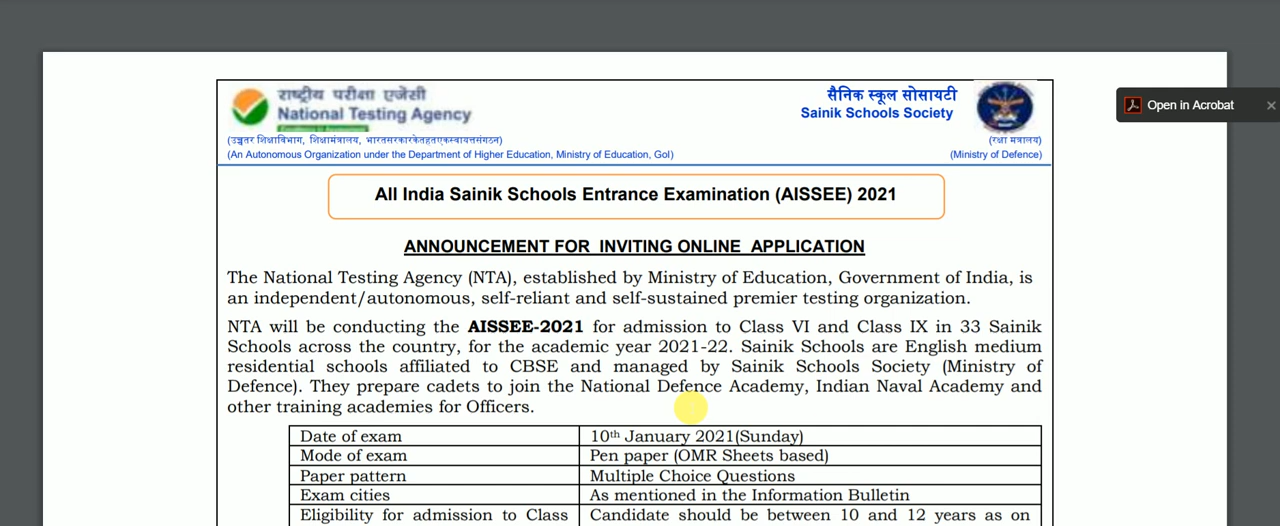 राष्ट्रीय परीक्षा एजेंसी
National Testing Agency
(उच्चतर शिक्षाविभाग, शिक्षामंत्रालय, भारतसरकारकेतहतएकस्वायत्तसंगठन)
(An Autonomous Organization under the Department of Higher Education, Ministry of Education, GoI)
सैनिक स्कूल सोसायटी
Sainik Schools Society
(रक्षा मंत्रालय)
(Ministry of Defence)
Open in Acrobat
All India Sainik Schools Entrance Examination (AISSEE) 2021
ANNOUNCEMENT FOR INVITING ONLINE APPLICATION
The National Testing Agency (NTA), established by Ministry of Education, Government of India, is
an independent/autonomous, self-reliant and self-sustained premier testing organization.
NTA will be conducting the AISSEE-2021 for admission to Class VI and Class IX in 33 Sainik
Schools across the country, for the academic year 2021-22. Sainik Schools are English medium
residential schools affiliated to CBSE and managed by Sainik Schools Society (Ministry of
Defence). They prepare cadets to join the National Defence Academy, Indian Naval Academy and
other training academies for Officers.
Date of exam 10th January 2021(Sunday)
Mode of exam Pen paper (OMR Sheets based)
Paper pattern Multiple Choice Questions
Exam cities As mentioned in the Information Bulletin
Eligibility for admission to Class Candidate should be between 10 and 12 years as on